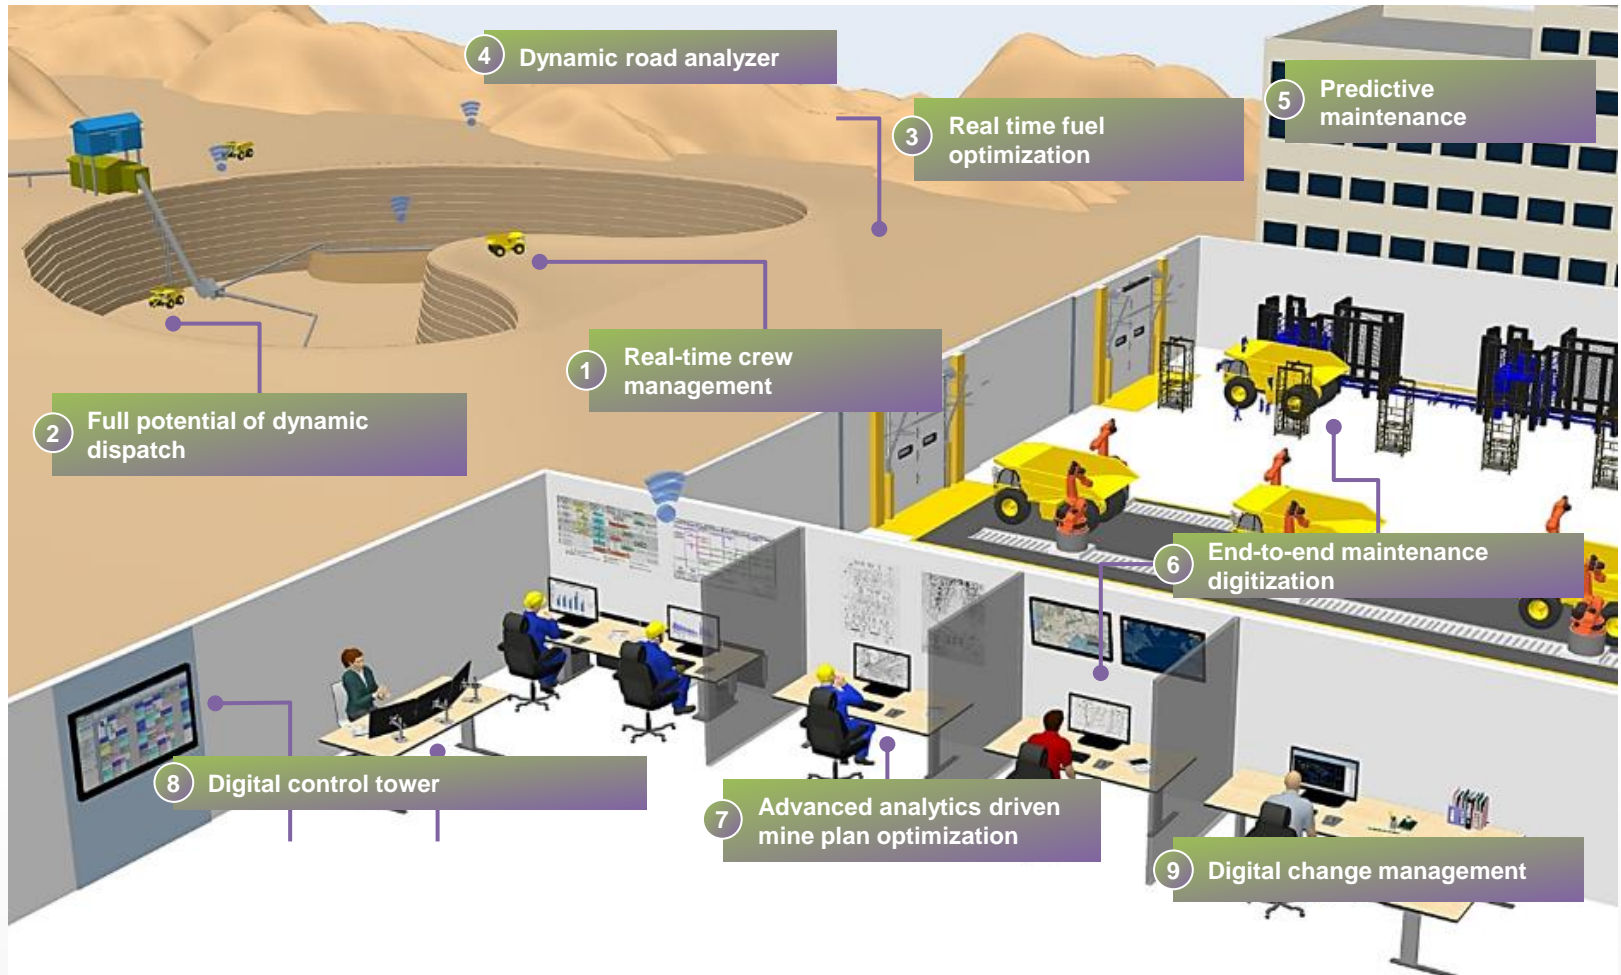 4 Dynamic road analyzer
5 Predictive
maintenance
3 Real time fuel
optimization
1 Real-time crew
management
2 Full potential of dynamic
dispatch
6 End-to-end maintenance
digitization
8 Digital control tower
7 Advanced analytics driven
mine plan optimization
9 Digital change management